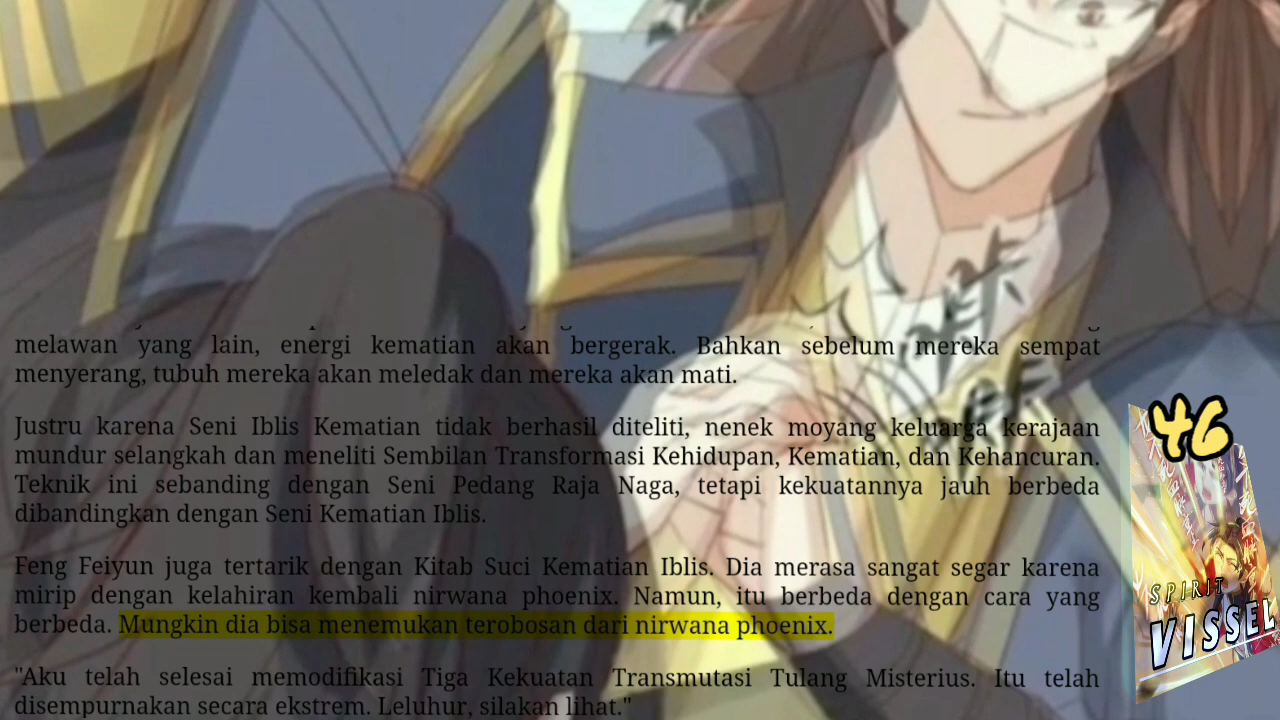 melawan yang lain, energi kematian akan bergerak. Bahkan sebelum mereka sempat
menyerang, tubuh mereka akan meledak dan mereka akan mati.
Justru karena Seni Iblis Kematian tidak berhasil diteliti, nenek moyang keluarga kerajaan
mundur selangkah dan meneliti Sembilan Transformasi Kehidupan, Kematian, dan Kehancuran.
Teknik ini sebanding dengan Seni Pedang Raja Naga, tetapi kekuatannya jauh berbeda
dibandingkan dengan Seni Kematian Iblis.
Feng Feiyun juga tertarik dengan Kitab Suci Kematian Iblis. Dia merasa sangat segar karena
mirip dengan kelahiran kembali nirwana phoenix. Namun, itu berbeda dengan cara yang
berbeda. Mungkin dia bisa menemukan terobosan dari nirwana phoenix.
"Aku telah selesai memodifikasi Tiga Kekuatan Transmutasi Tulang Misterius. Itu telah
disempurnakan secara ekstrem. Leluhur, silakan lihat."
46
SPIRIT
VISSEL